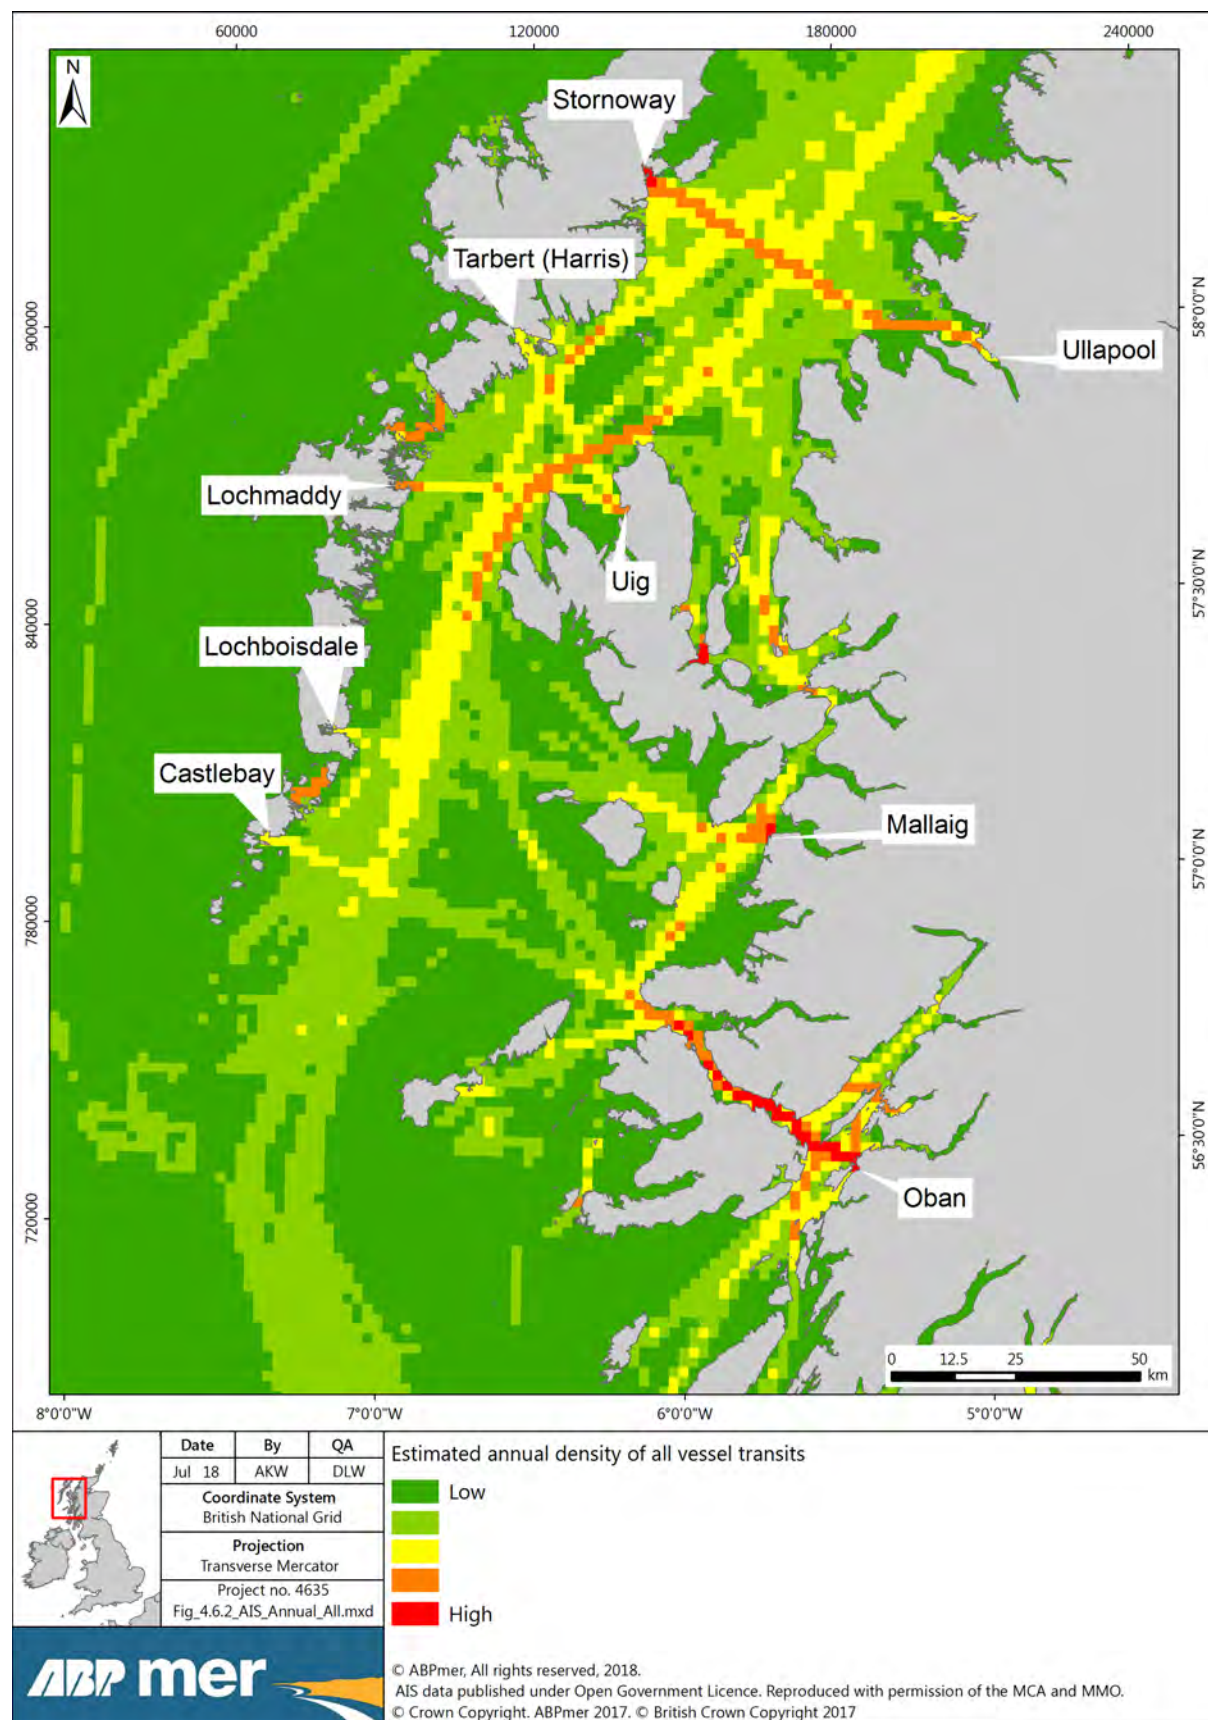 60000 120000 180000 240000
N
Stornoway
Tarbert (Harris)
58°0'0"N
900000
Ullapool
Lochmaddy
Uig
57°30'0"N
840000
Lochboisdale
Castlebay
Mallaig
57°0'0"N
780000
56°30'0"N
Oban
720000
0 12.5 25 50
km
8°0'0"W 7°0'0"W 6°0'0"W 5°0'0"W
Date By QA
Jul 18 AKW DLW
Coordinate System
British National Grid
Projection
Transverse Mercator
Project no. 4635
Fig_4.6.2_AIS_Annual_All.mxd
ABP mer
Estimated annual density of all vessel transits
Low
High
© ABPmer, All rights reserved, 2018.
AIS data published under Open Government Licence. Reproduced with permission of the MCA and MMO.
© Crown Copyright. ABPmer 2017. © British Crown Copyright 2017